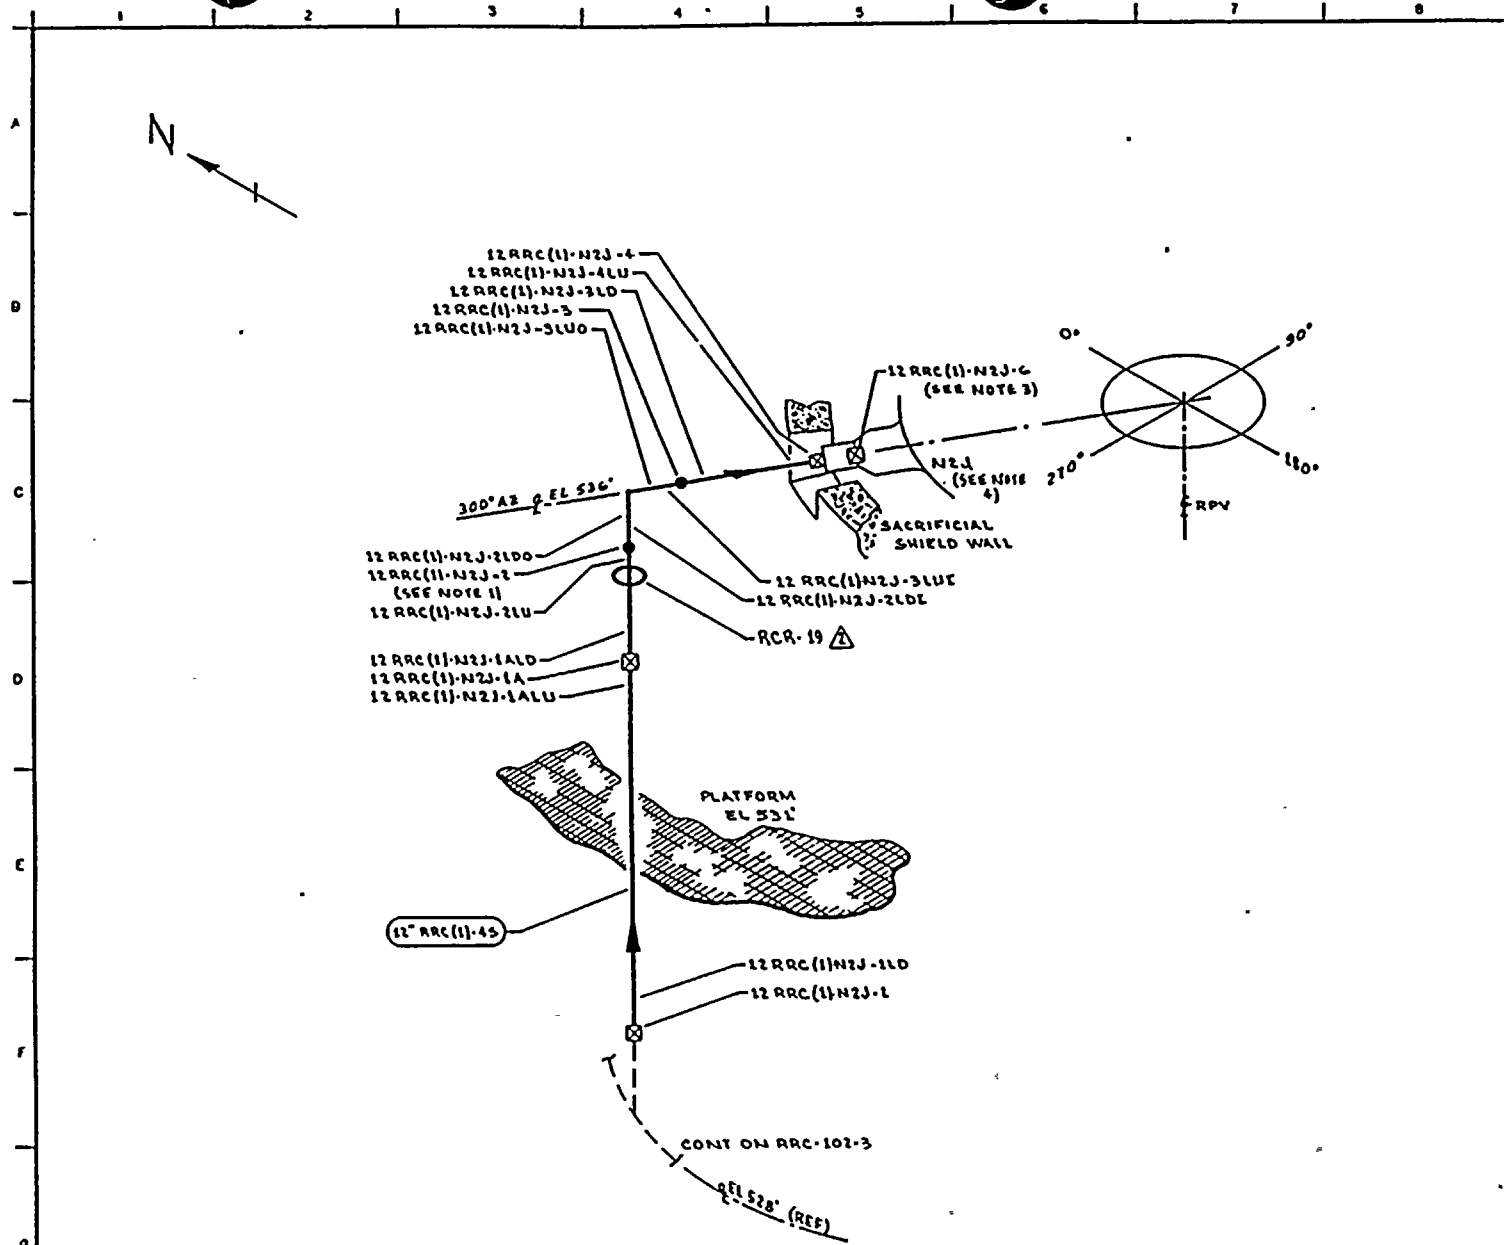 1 2 3 4 5 6 7 8
A
N
B
12 RRC(1)-N2J-4
12 RRC(1)-N2J-4LU
12 RRC(1)-N2J-3LD
12 RRC(1)-N2J-3
12 RRC(1)-N2J-3LUO
0°
90°
12 RRC(1)-N2J-6
(SEE NOTE 3)
C
300° AZ ℄ EL 536'
N2J
(SEE NOTE
4)
270°
180°
℄ RPV
SACRIFICIAL
SHIELD WALL
12 RRC(1)-N2J-2LDO
12 RRC(1)-N2J-2
(SEE NOTE 1)
12 RRC(1)-N2J-2LU
12 RRC(1)N2J-3LUI
12 RRC(1)-N2J-2LDI
RCR-19 2
D
12 RRC(1)-N2J-1ALD
12 RRC(1)-N2J-1A
12 RRC(1)-N2J-1ALU
PLATFORM
EL 531'
E
12" RRC(1)-4S
12 RRC(1)N2J-1LD
12 RRC(1)-N2J-1
F
CONT ON RRC-102-3
℄ EL 528' (REF)